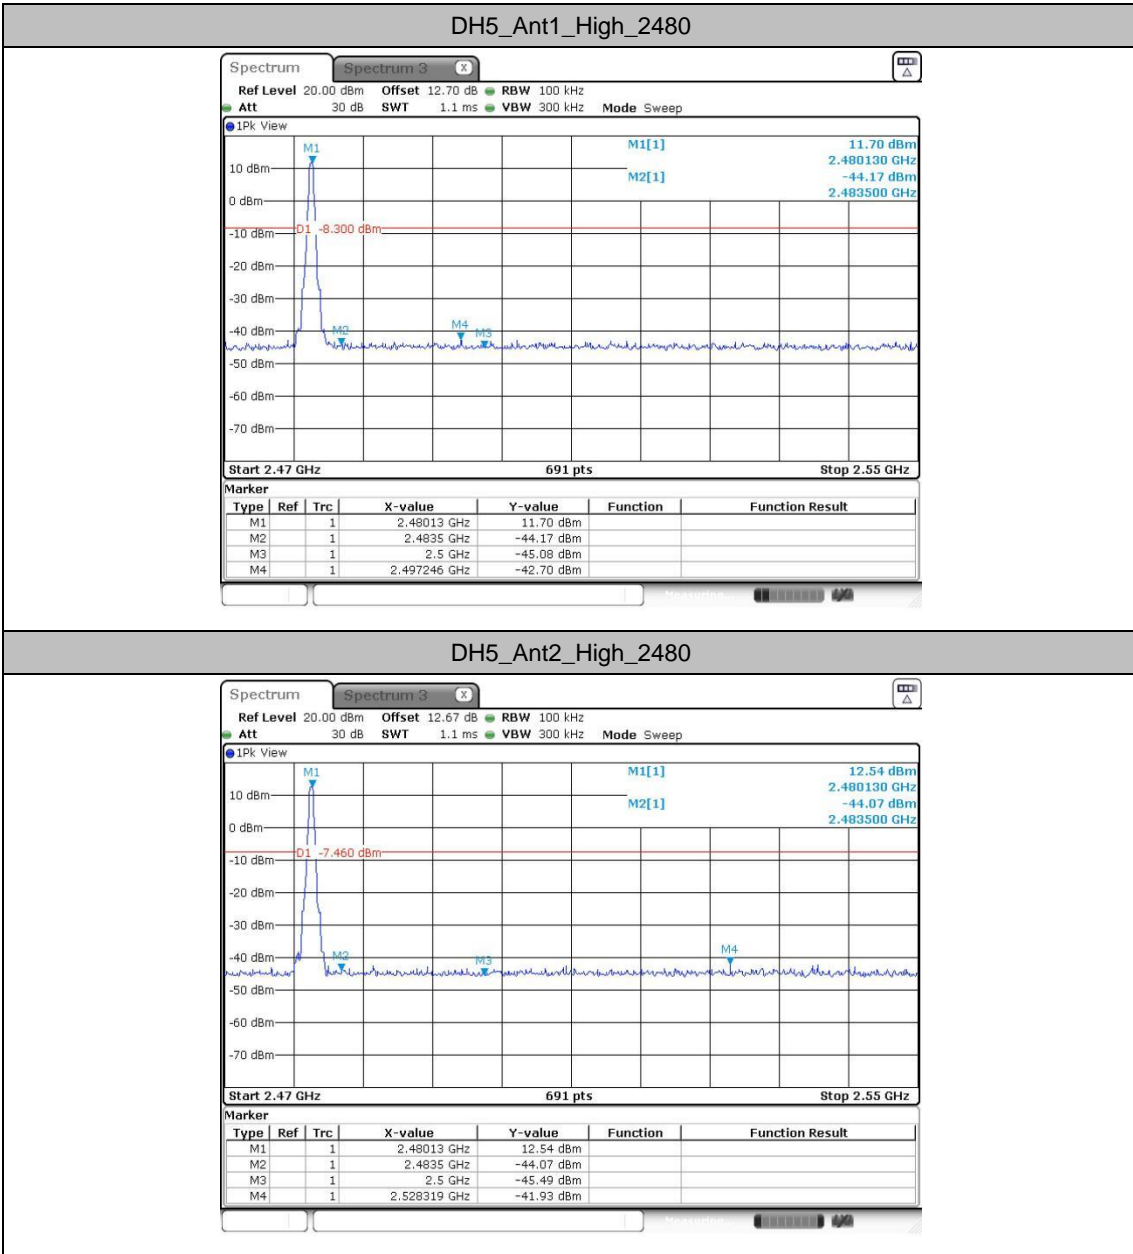 DH5_Ant1_High_2480
Spectrum Spectrum 3 X
Ref Level 20.00 dBm Offset 12.70 dB RBW 100 kHz
Att 30 dB SWT 1.1 ms VBW 300 kHz Mode Sweep
1Pk View
M1 M1[1] 11.70 dBm
2.480130 GHz
10 dBm M2[1] -44.17 dBm
2.483500 GHz
0 dBm
-10 dBm D1 -8.300 dBm
-20 dBm
-30 dBm
-40 dBm M2 M4 M3
-50 dBm
-60 dBm
-70 dBm
Start 2.47 GHz 691 pts Stop 2.55 GHz
Marker
Type Ref Trc X-value Y-value Function Function Result
M1 1 2.48013 GHz 11.70 dBm
M2 1 2.4835 GHz -44.17 dBm
M3 1 2.5 GHz -45.08 dBm
M4 1 2.497246 GHz -42.70 dBm
Measuring...
DH5_Ant2_High_2480
Spectrum Spectrum 3 X
Ref Level 20.00 dBm Offset 12.67 dB RBW 100 kHz
Att 30 dB SWT 1.1 ms VBW 300 kHz Mode Sweep
1Pk View
M1 M1[1] 12.54 dBm
2.480130 GHz
10 dBm M2[1] -44.07 dBm
2.483500 GHz
0 dBm
-10 dBm D1 -7.460 dBm
-20 dBm
-30 dBm
-40 dBm M2 M3 M4
-50 dBm
-60 dBm
-70 dBm
Start 2.47 GHz 691 pts Stop 2.55 GHz
Marker
Type Ref Trc X-value Y-value Function Function Result
M1 1 2.48013 GHz 12.54 dBm
M2 1 2.4835 GHz -44.07 dBm
M3 1 2.5 GHz -45.49 dBm
M4 1 2.528319 GHz -41.93 dBm
Measuring...